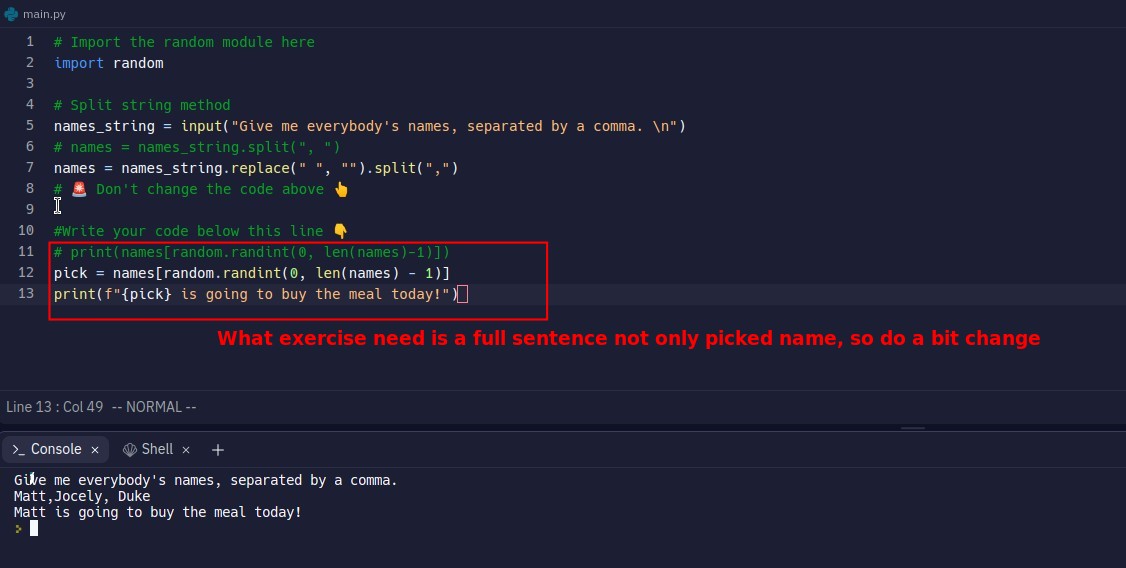 main.py
1 # Import the random module here
2 import random
3
4 # Split string method
5 names_string = input("Give me everybody's names, separated by a comma. \n")
6 # names = names_string.split(", ")
7 names = names_string.replace(" ", "").split(",")
8 # 🚨 Don't change the code above 👆
9
10 #Write your code below this line 👇
11 # print(names[random.randint(0, len(names)-1)])
12 pick = names[random.randint(0, len(names) - 1)]
13 print(f"{pick} is going to buy the meal today!")
What exercise need is a full sentence not only picked name, so do a bit change
Line 13 : Col 49 -- NORMAL --
>_ Console × Shell × +
Give me everybody's names, separated by a comma.
Matt,Jocely, Duke
Matt is going to buy the meal today!
>